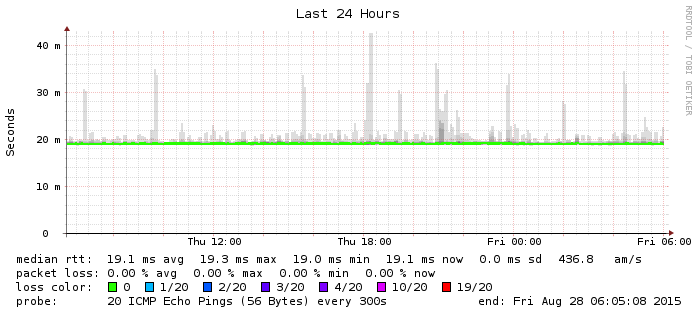 Last 24 Hours
RRDTOOL / TOBI OETIKER
Seconds
40 m
30 m
20 m
10 m
0
Thu 12:00 Thu 18:00 Fri 00:00 Fri 06:00
median rtt: 19.1 ms avg 19.3 ms max 19.0 ms min 19.1 ms now 0.0 ms sd 436.8 am/s
packet loss: 0.00 % avg 0.00 % max 0.00 % min 0.00 % now
loss color: 0 1/20 2/20 3/20 4/20 10/20 19/20
probe: 20 ICMP Echo Pings (56 Bytes) every 300s end: Fri Aug 28 06:05:08 2015